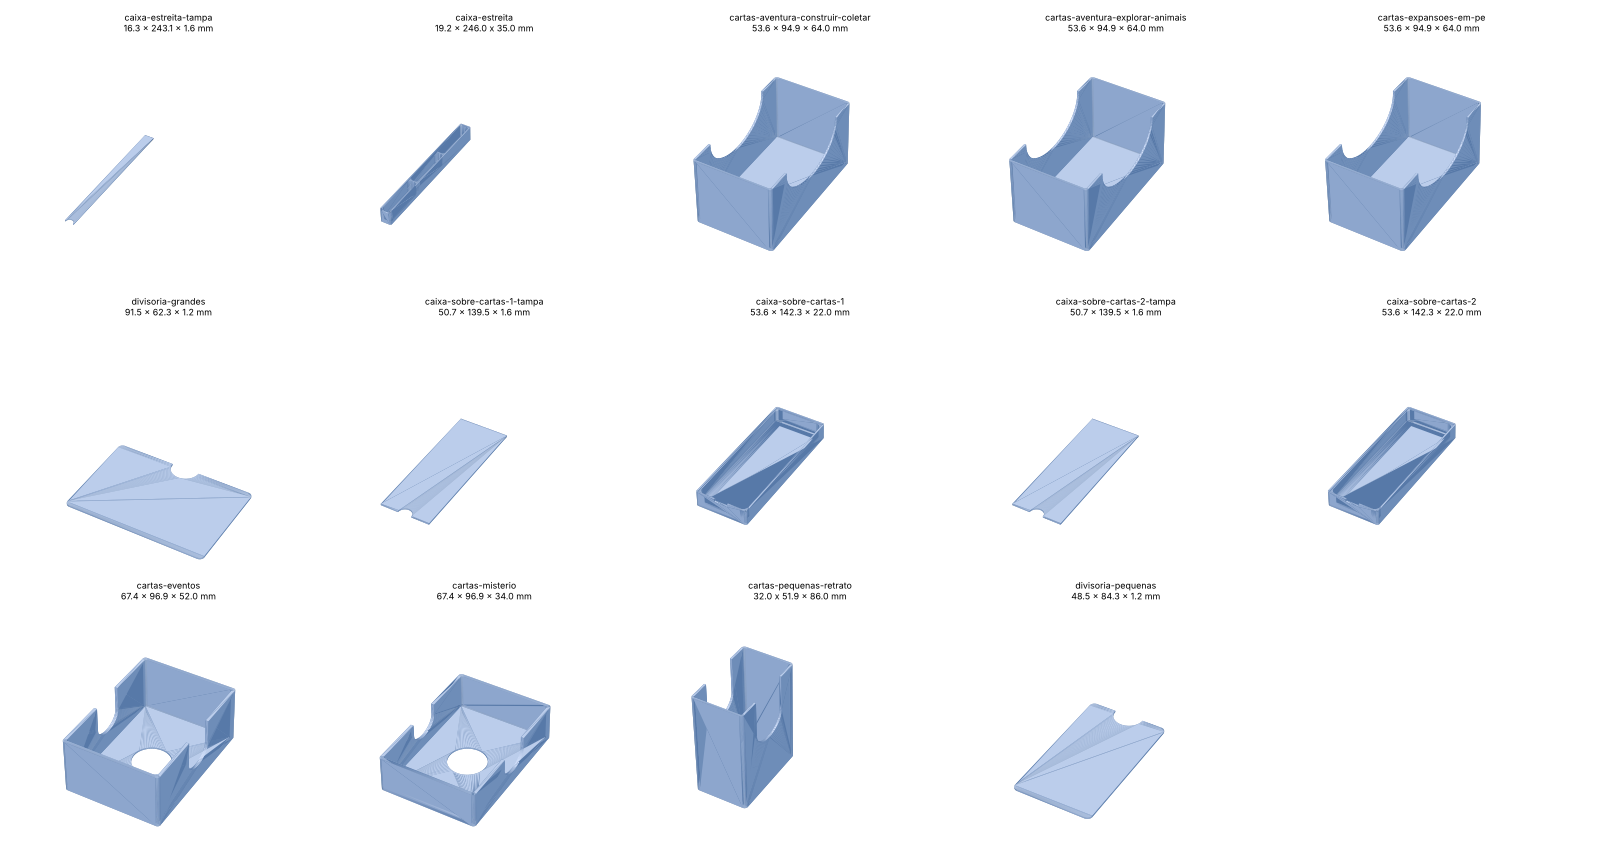 caixa-estreita-tampa
16.3 × 243.1 × 1.6 mm
caixa-estreita
19.2 × 246.0 x 35.0 mm
cartas-aventura-construir-coletar
53.6 × 94.9 × 64.0 mm
cartas-aventura-explorar-animais
53.6 × 94.9 × 64.0 mm
cartas-expansoes-em-pe
53.6 × 94.9 × 64.0 mm
divisoria-grandes
91.5 × 62.3 × 1.2 mm
caixa-sobre-cartas-1-tampa
50.7 × 139.5 × 1.6 mm
caixa-sobre-cartas-1
53.6 × 142.3 × 22.0 mm
caixa-sobre-cartas-2-tampa
50.7 × 139.5 × 1.6 mm
caixa-sobre-cartas-2
53.6 × 142.3 × 22.0 mm
cartas-eventos
67.4 × 96.9 × 52.0 mm
cartas-misterio
67.4 × 96.9 × 34.0 mm
cartas-pequenas-retrato
32.0 x 51.9 × 86.0 mm
divisoria-pequenas
48.5 × 84.3 × 1.2 mm